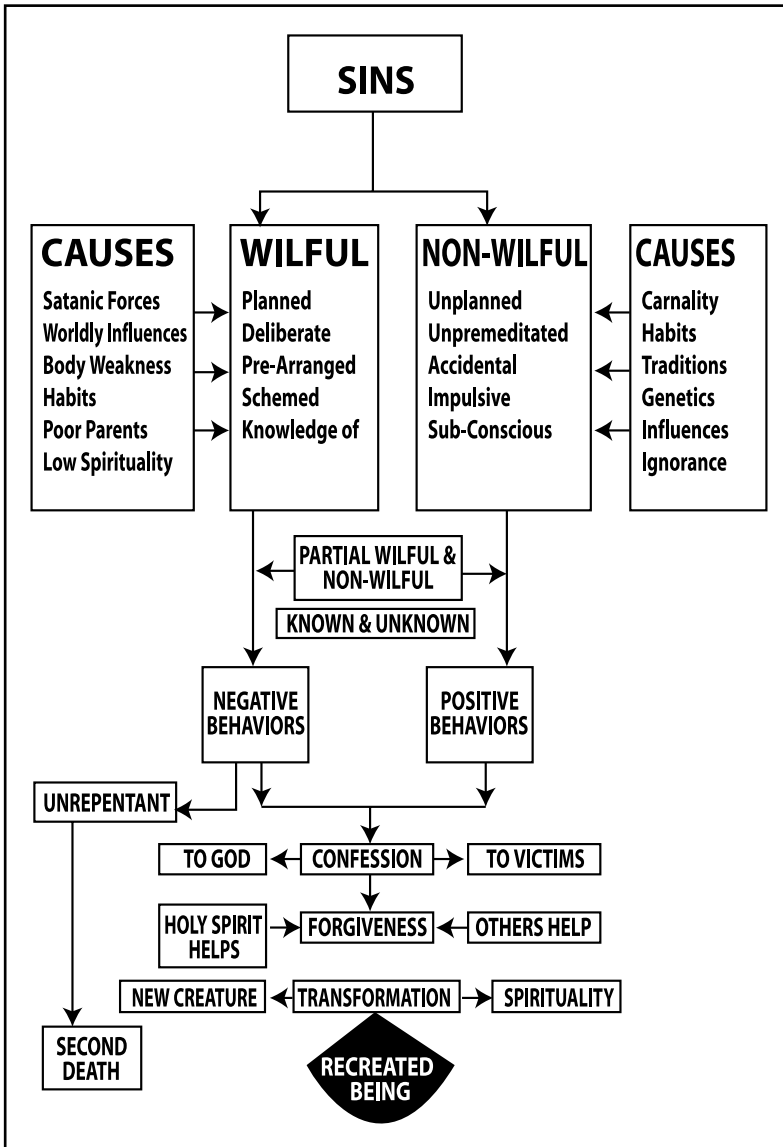 SINS
CAUSES
Satanic Forces
Worldly Influences
Body Weakness
Habits
Poor Parents
Low Spirituality
WILFUL
Planned
Deliberate
Pre-Arranged
Schemed
Knowledge of
NON-WILFUL
Unplanned
Unpremeditated
Accidental
Impulsive
Sub-Conscious
CAUSES
Carnality
Habits
Traditions
Genetics
Influences
Ignorance
PARTIAL WILFUL &
NON-WILFUL
KNOWN & UNKNOWN
NEGATIVE
BEHAVIORS
POSITIVE
BEHAVIORS
UNREPENTANT
TO GOD
CONFESSION
TO VICTIMS
HOLY SPIRIT
HELPS
FORGIVENESS
OTHERS HELP
NEW CREATURE
TRANSFORMATION
SPIRITUALITY
SECOND
DEATH
RECREATED
BEING